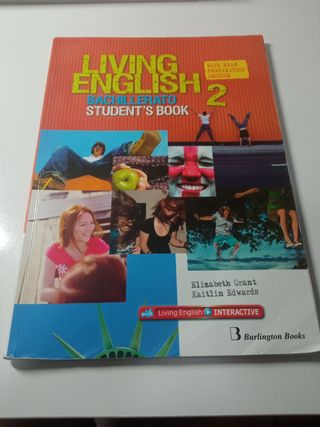 LIVING
ENGLISH 2
BACHILLERATO
STUDENT'S BOOK
WITH EXAM
PREPARATION
SECTION
Elizabeth Grant
Kaitlin Edwards
with Living English INTERACTIVE
B Burlington Books